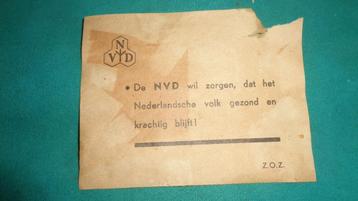 N
V D
• De NVD wil zorgen, dat het
Nederlandsche volk gezond en
krachtig blijft!
Z.O.Z.